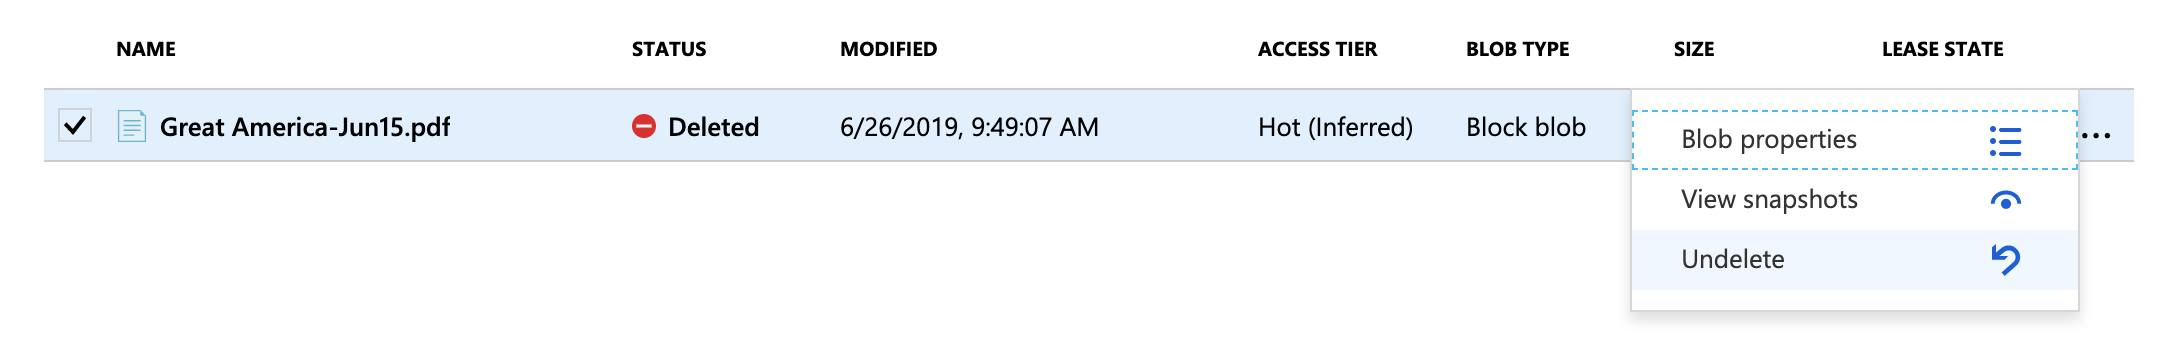 NAME STATUS MODIFIED ACCESS TIER BLOB TYPE SIZE LEASE STATE
Great America-Jun15.pdf Deleted 6/26/2019, 9:49:07 AM Hot (Inferred) Block blob ...
Blob properties
View snapshots
Undelete